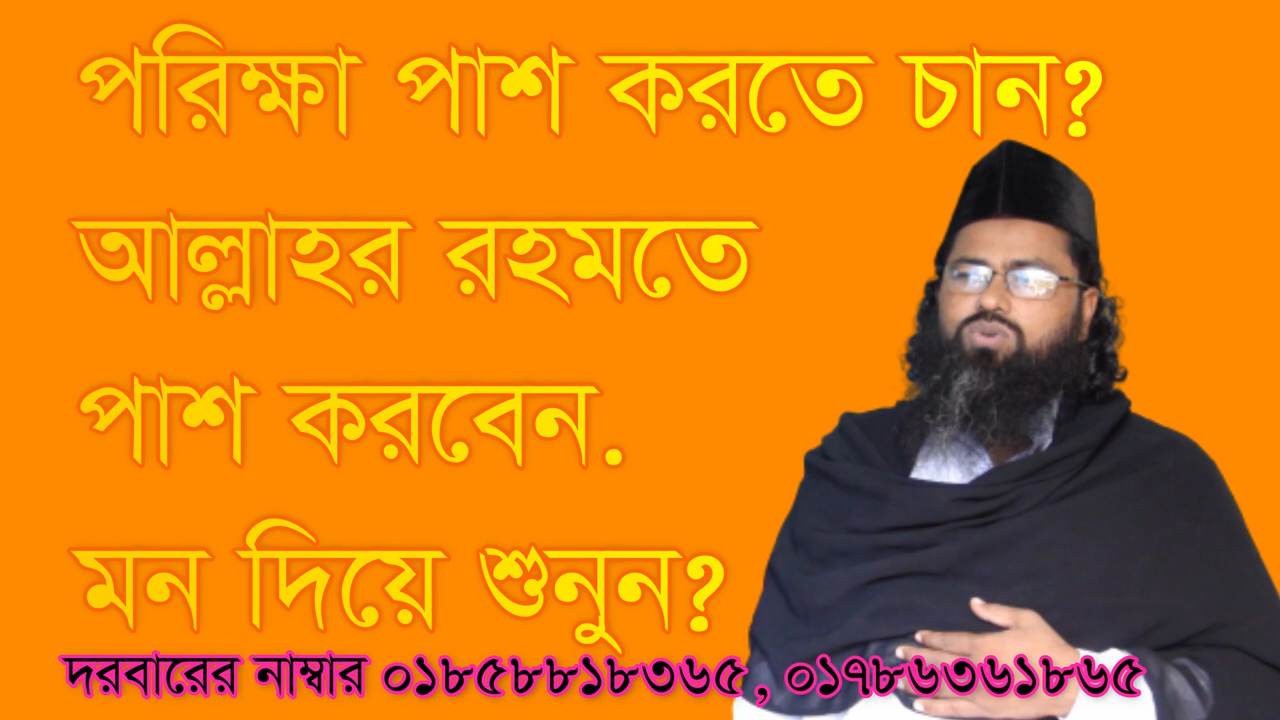 পরিক্ষা পাশ করতে চান?
আল্লাহর রহমতে
পাশ করবেন.
মন দিয়ে শুনুন?
দরবারের নাম্বার ০১৮৫৮৮১৮৩৬৫, ০১৭৮৬৩৬১৮৬৫